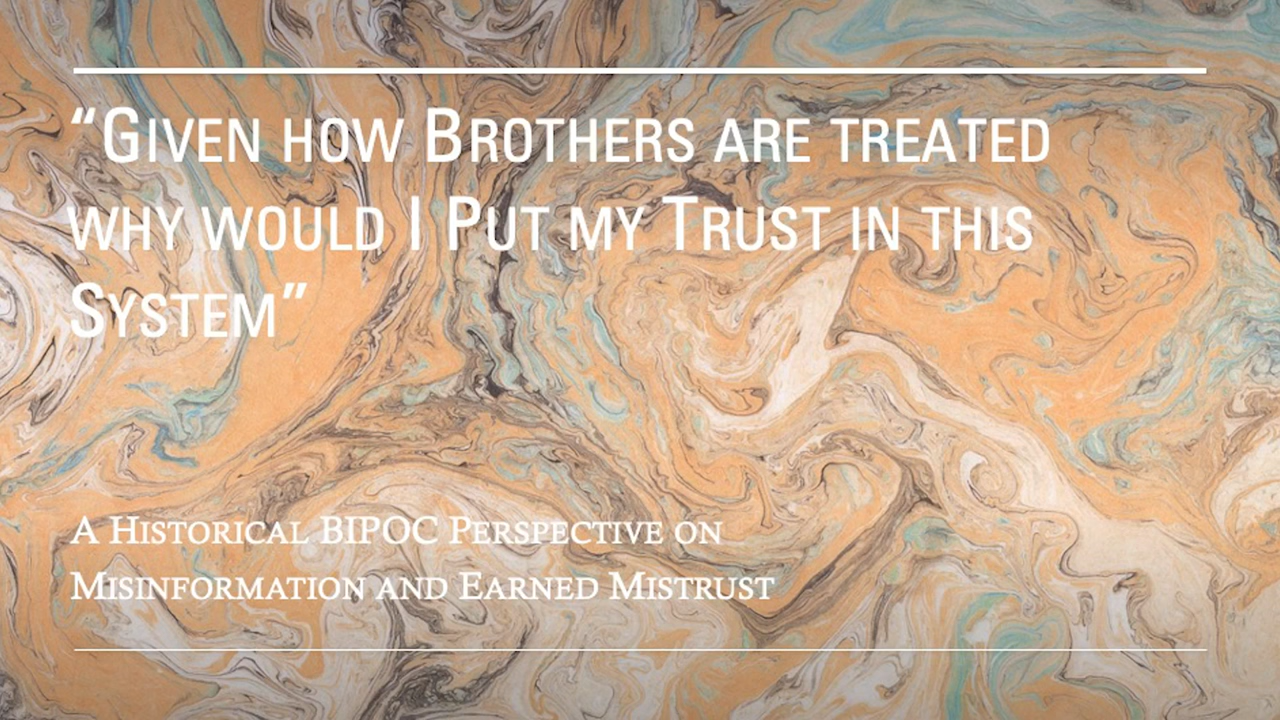 “Given how Brothers are treated
why would I Put my Trust in this
System”
A Historical BIPOC Perspective on
Misinformation and Earned Mistrust